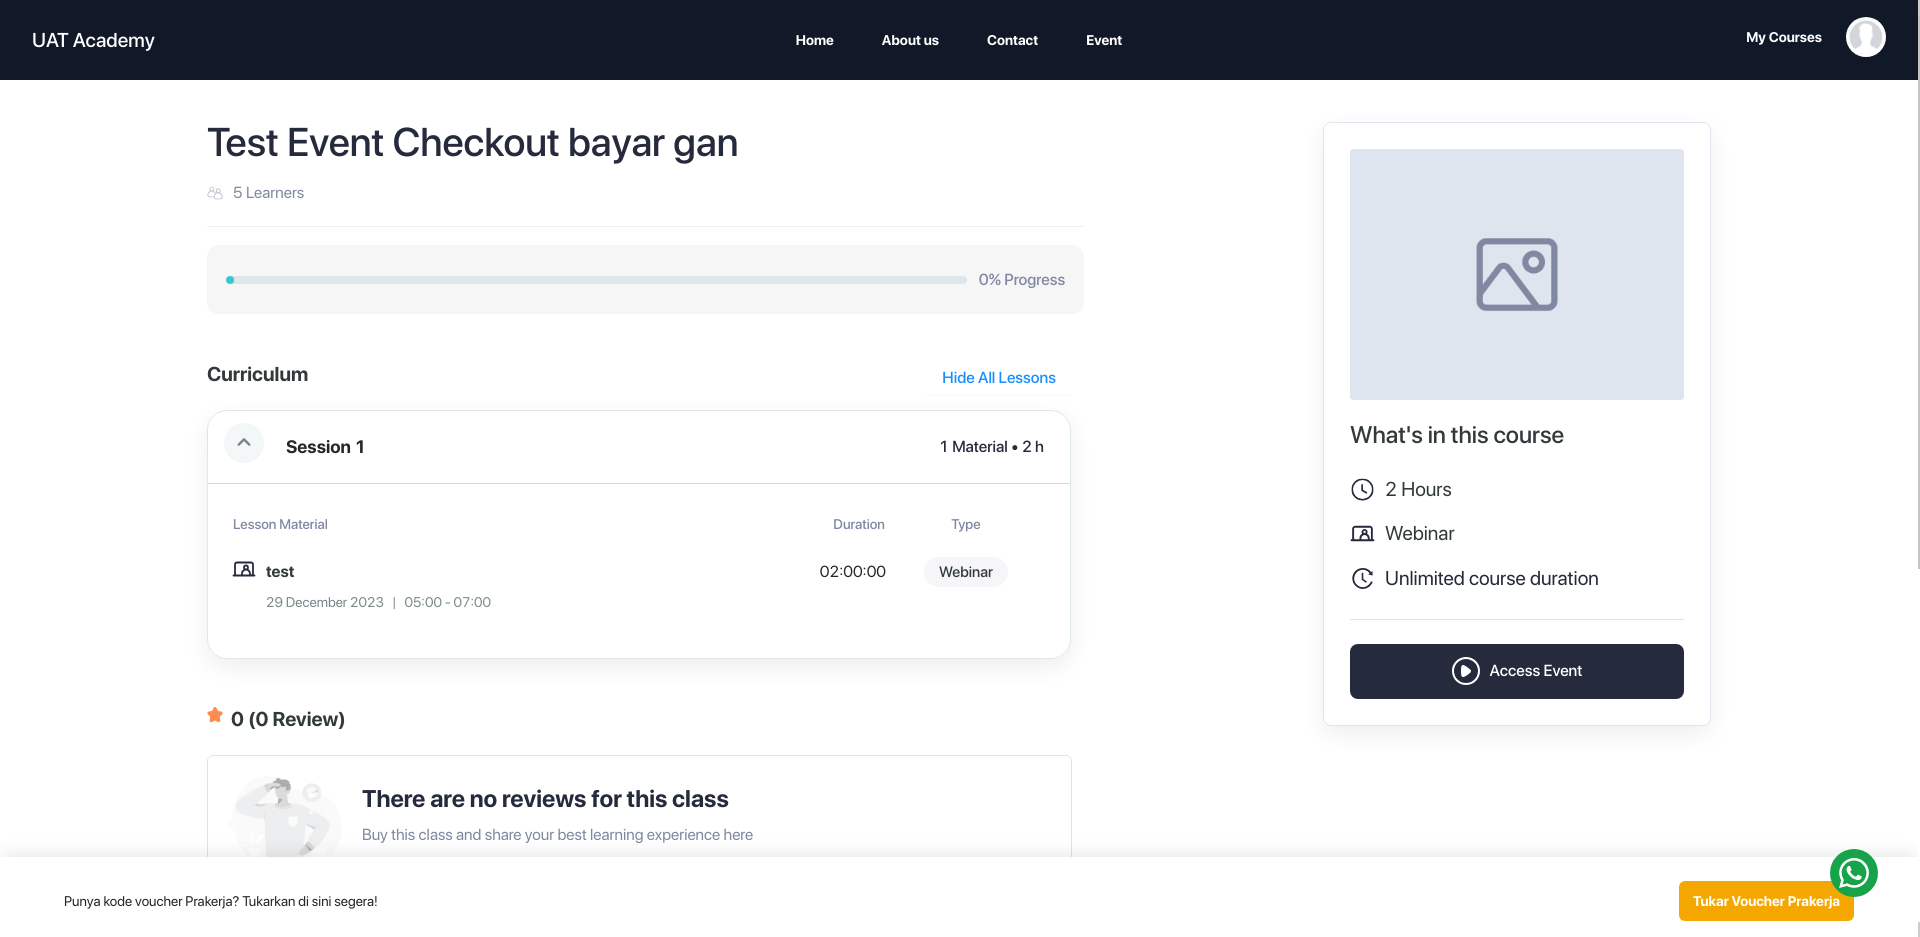 UAT Academy
Home
About us
Contact
Event
My Courses
Test Event Checkout bayar gan
5 Learners
0% Progress
Curriculum
Hide All Lessons
Session 1
1 Material • 2 h
Lesson Material
Duration
Type
test
02:00:00
Webinar
29 December 2023 | 05:00 - 07:00
0 (0 Review)
There are no reviews for this class
Buy this class and share your best learning experience here
What's in this course
2 Hours
Webinar
Unlimited course duration
Access Event
Punya kode voucher Prakerja? Tukarkan di sini segera!
Tukar Voucher Prakerja